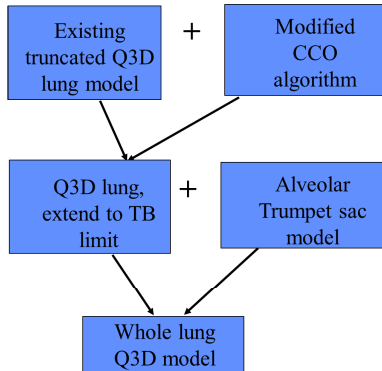 Existing
truncated Q3D
lung model
+
Modified
CCO
algorithm
Q3D lung,
extend to TB
limit
+
Alveolar
Trumpet sac
model
Whole lung
Q3D model